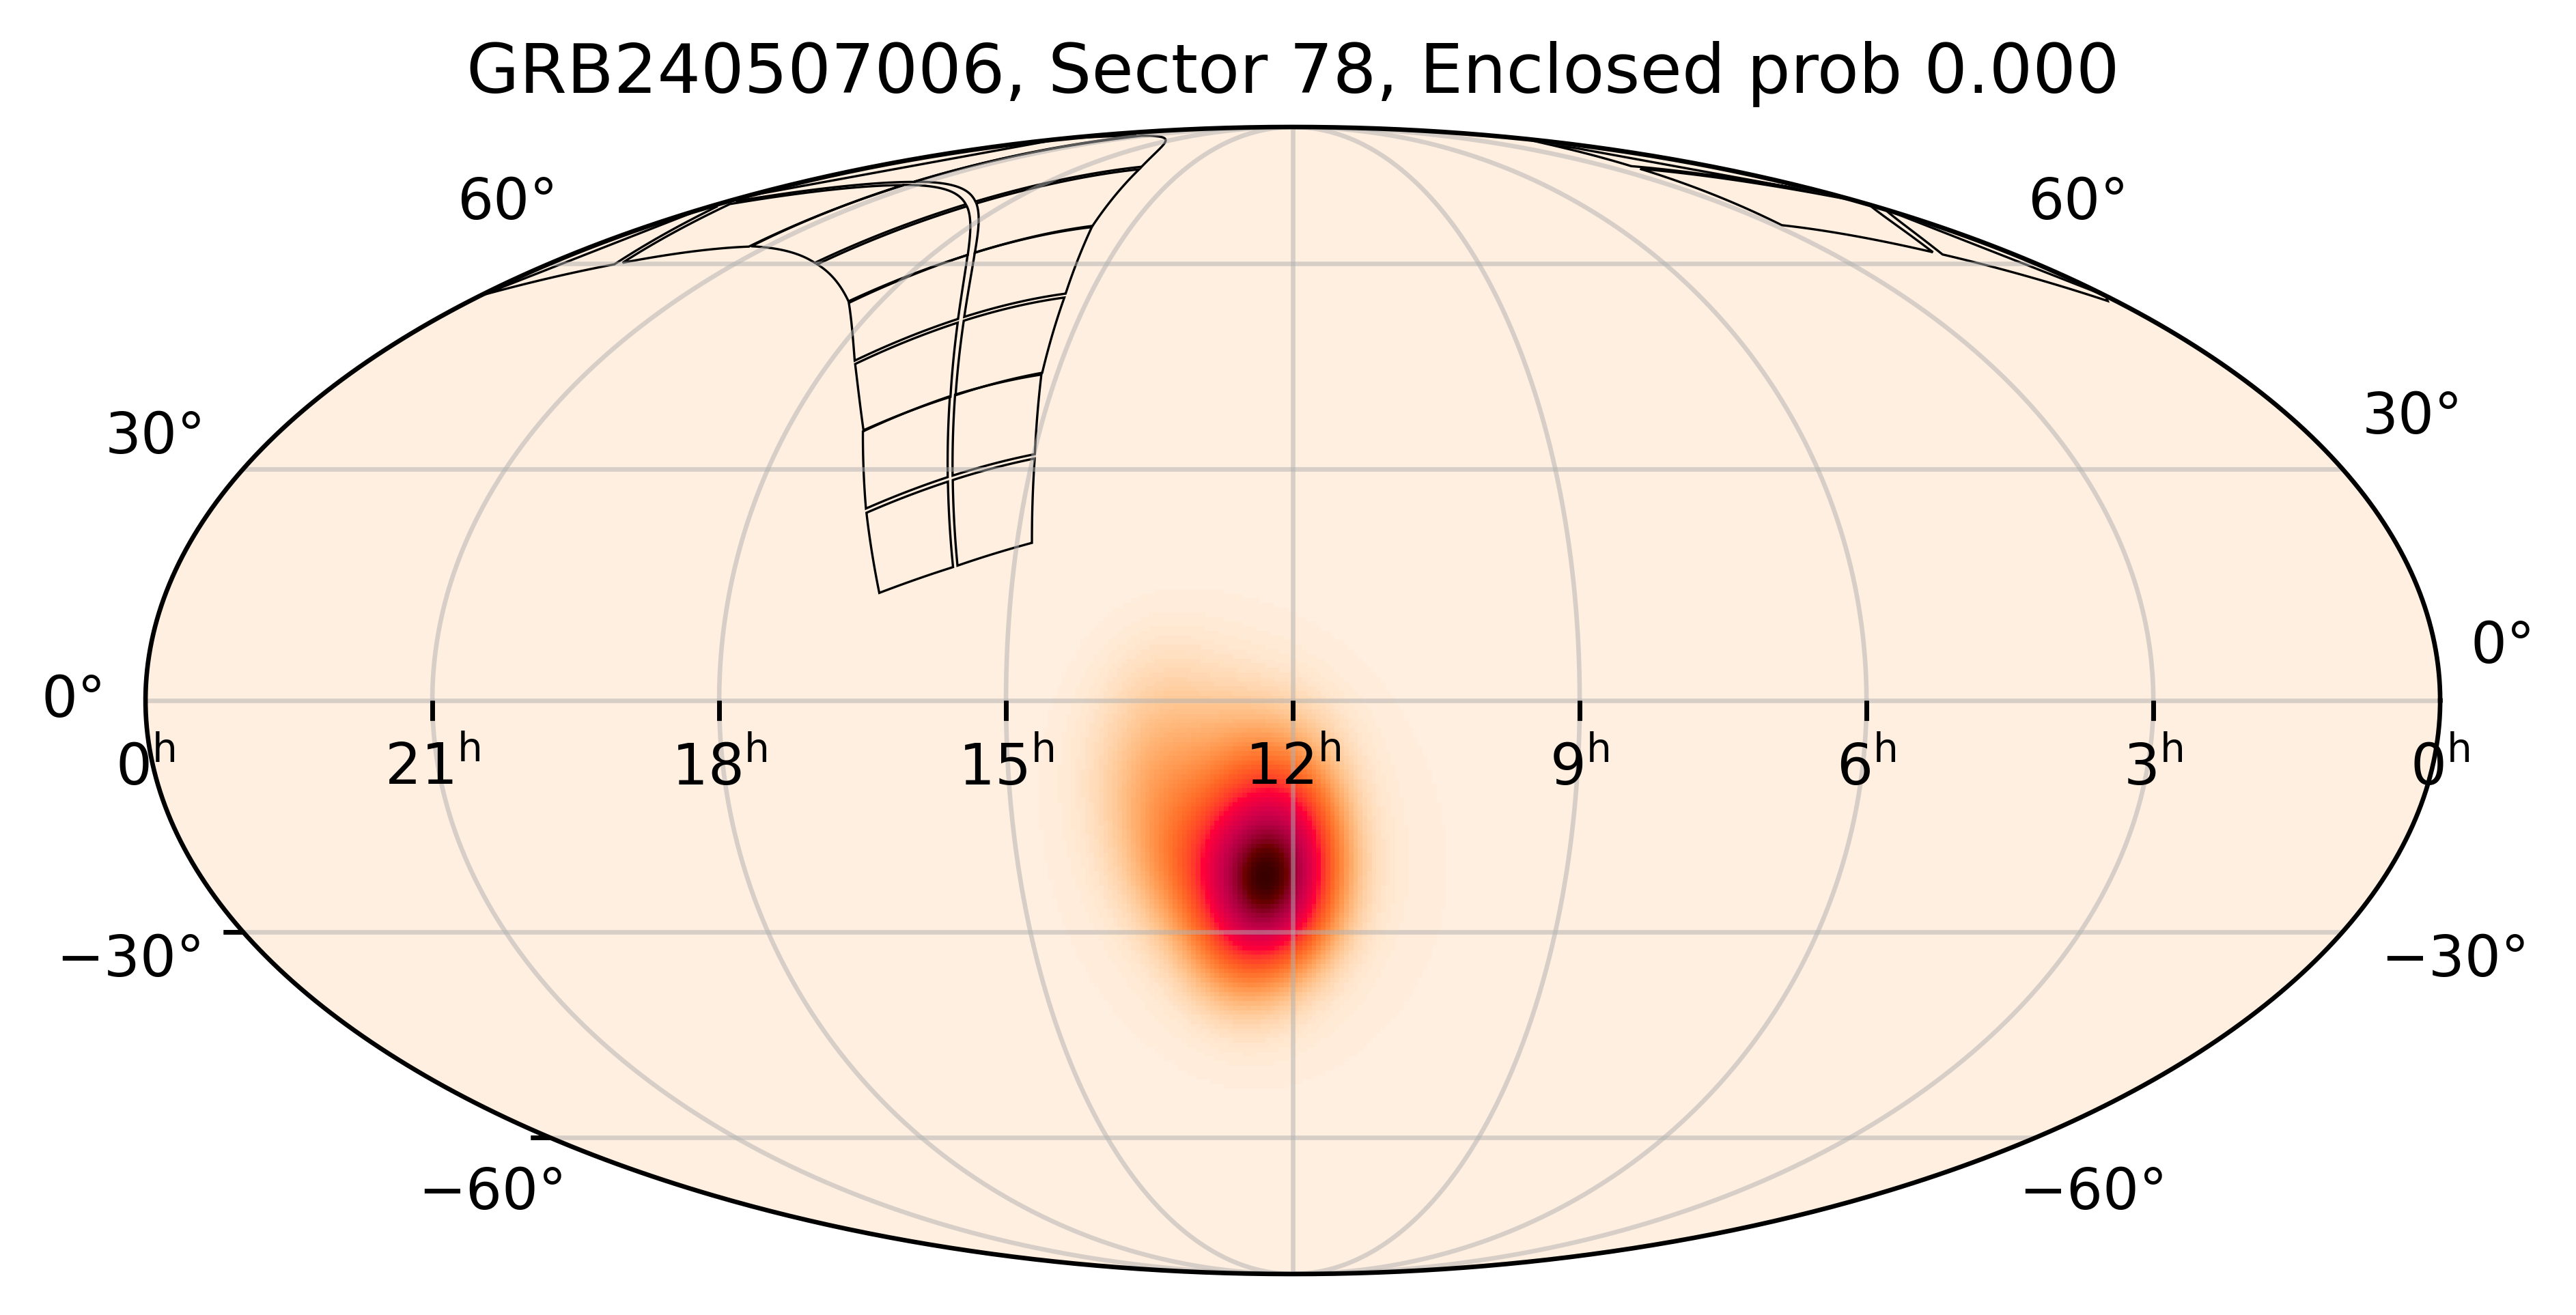 GRB240507006, Sector 78, Enclosed prob 0.000
60° 60°
30° 30°
0° 0°
0h 21h 18h 15h 12h 9h 6h 3h 0h
−30° −30°
−60° −60°